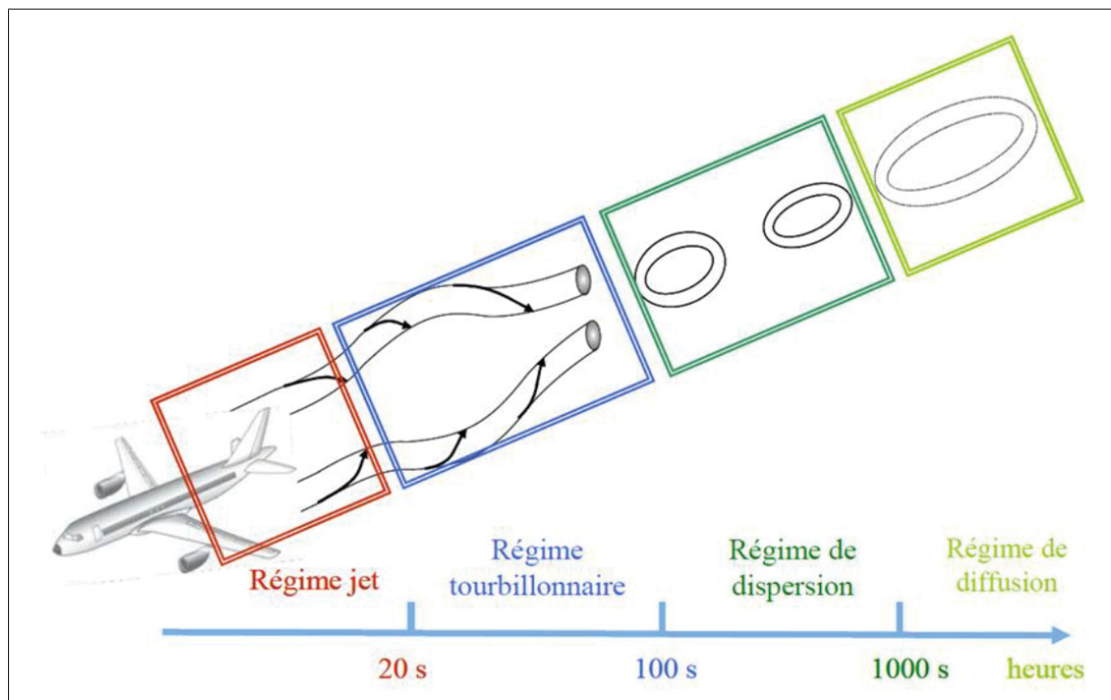 Régime jet
Régime
tourbillonnaire
Régime de
dispersion
Régime de
diffusion
20 s
100 s
1000 s
heures